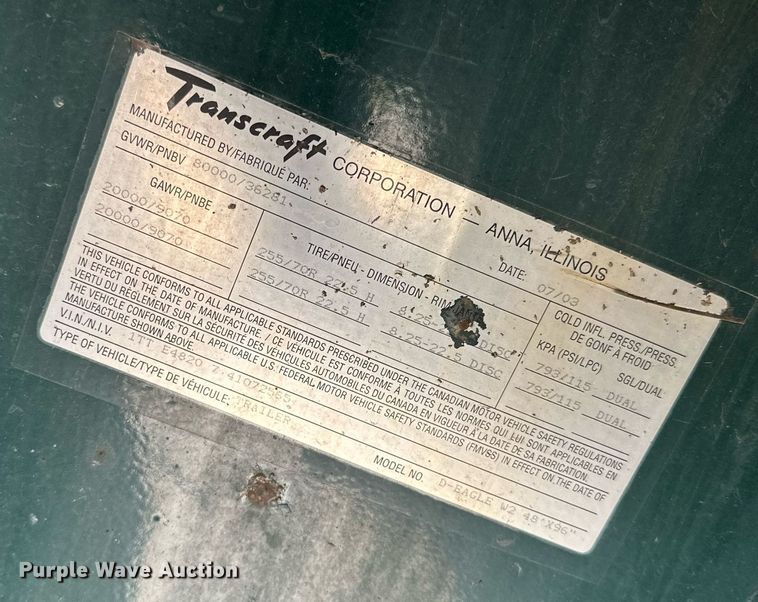 Transcraft CORPORATION — ANNA, ILLINOIS
MANUFACTURED BY/FABRIQUÉ PAR:
DATE: 07/03
GVWR/PNBV 80000/36281
GAWR/PNBE
20000/9070
20000/9070
TIRE/PNEU - DIMENSION - RIM
255/70R 22.5 H 8.25- DISC
255/70R 22.5 H 8.25-22.5 DISC
COLD INFL. PRESS./PRESS.
DE GONF À FROID
KPA (PSI/LPC) SGL/DUAL
793/115 DUAL
793/115 DUAL
THIS VEHICLE CONFORMS TO ALL APPLICABLE STANDARDS PRESCRIBED UNDER THE CANADIAN MOTOR VEHICLE SAFETY REGULATIONS
IN EFFECT ON THE DATE OF MANUFACTURE / CE VÉHICULE EST CONFORME À TOUTES LES NORMES QUI LUI SONT APPLICABLES EN
VERTU DU RÈGLEMENT SUR LA SÉCURITÉ DES VÉHICULES AUTOMOBILES DU CANADA EN VIGUEUR À LA DATE DE SA FABRICATION.
THE VEHICLE CONFORMS TO ALL APPLICABLE U.S. FEDERAL MOTOR VEHICLE SAFETY STANDARDS (FMVSS) IN EFFECT ON THE DATE OF
MANUFACTURE SHOWN ABOVE.
V.I.N./N.I.V. 1TT E4820
TYPE OF VEHICLE/TYPE DE VÉHICULE: TRAILER
MODEL NO. D-EAGLE W2 48'X96"
Purple Wave Auction